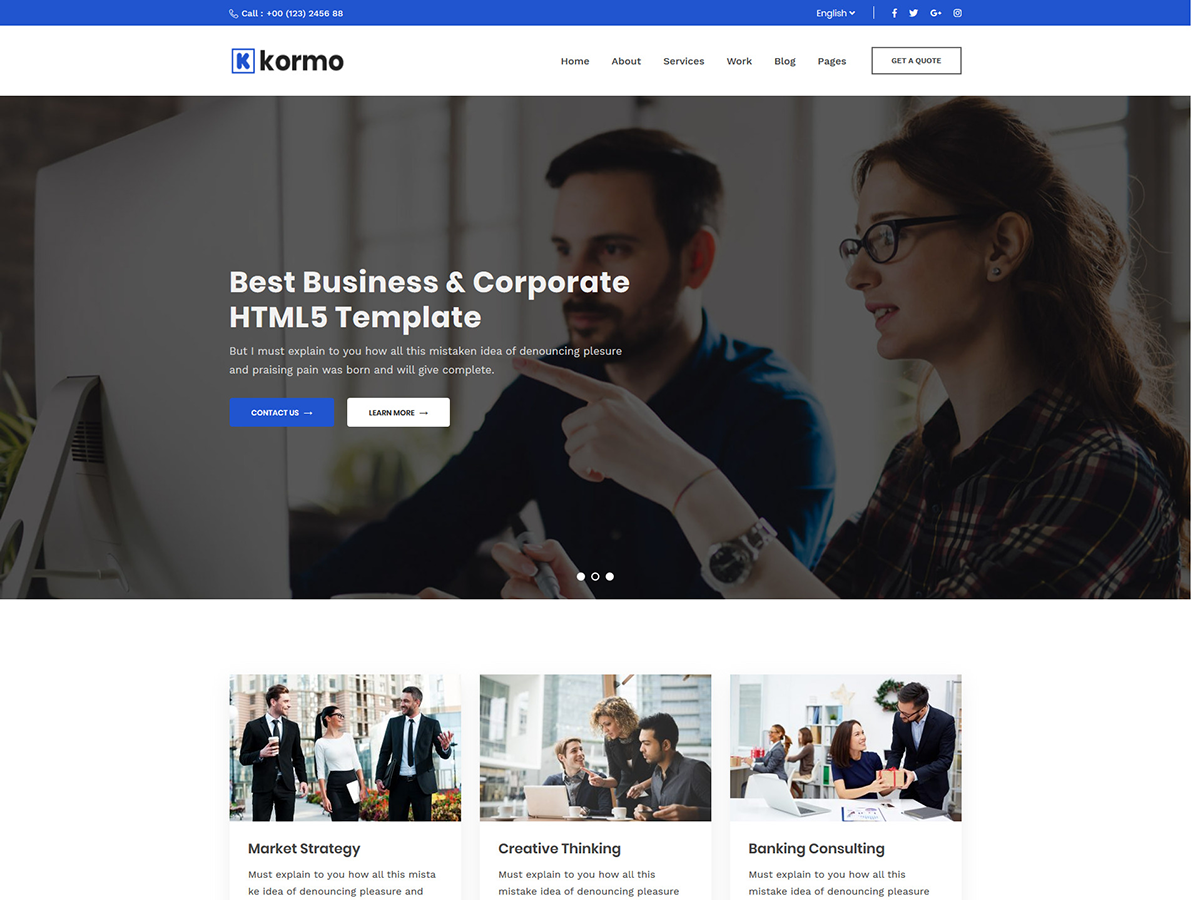 Call : +00 (123) 2456 88
English
K kormo
Home About Services Work Blog Pages GET A QUOTE
Best Business & Corporate
HTML5 Template
But I must explain to you how all this mistaken idea of denouncing plesure
and praising pain was born and will give complete.
CONTACT US → LEARN MORE →
Market Strategy
Must explain to you how all this mista
ke idea of denouncing pleasure and
Creative Thinking
Must explain to you how all this
mistake idea of denouncing pleasure
Banking Consulting
Must explain to you how all this
mistake idea of denouncing pleasure